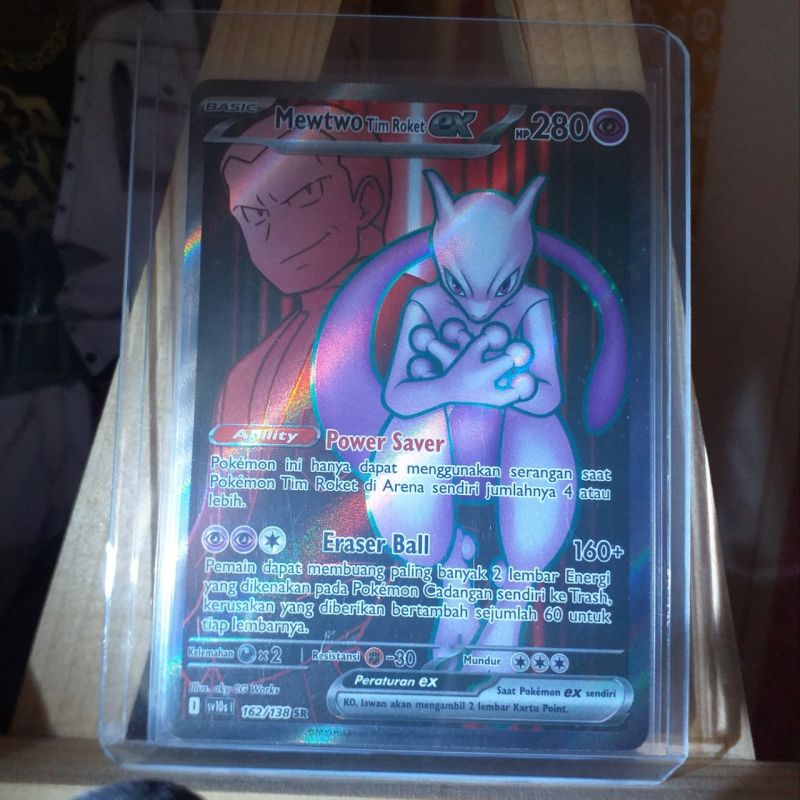 BASIC Mewtwo Tim Roket ex HP 280
Ability Power Saver
Pokémon ini hanya dapat menggunakan serangan saat
Pokémon Tim Roket di Arena sendiri jumlahnya 4 atau
lebih.
Eraser Ball 160+
Pemain dapat membuang paling banyak 2 lembar Energi
yang dikenakan pada Pokémon Cadangan sendiri ke Trash,
kerusakan yang diberikan bertambah sejumlah 60 untuk
tiap lembarnya.
Kelemahan ×2 Resistansi -30 Mundur
Peraturan ex
Saat Pokémon ex sendiri
KO, lawan akan mengambil 2 lembar Kartu Point.
Illus. aky CG Works
I sv10s i 162/138 SR